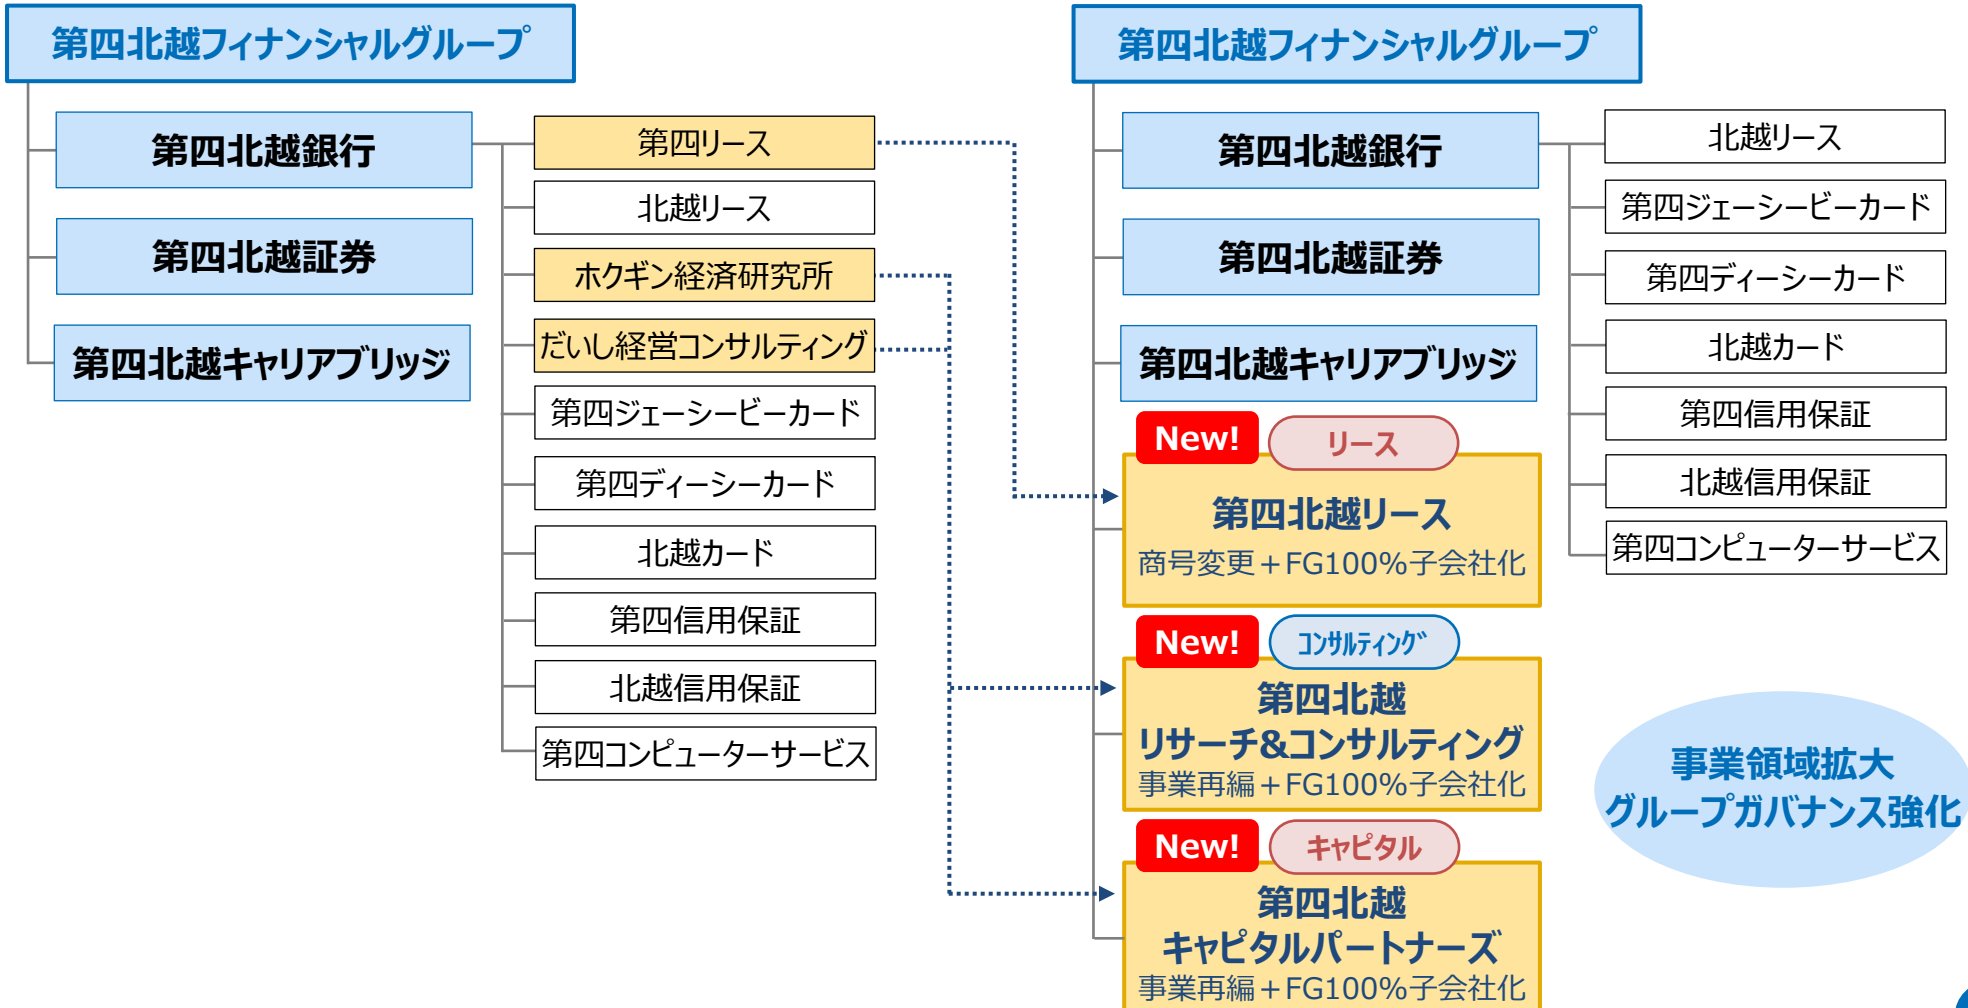 第四北越フィナンシャルグループ
第四北越銀行
第四北越証券
第四北越キャリアブリッジ
第四リース
北越リース
ホクギン経済研究所
だいし経営コンサルティング
第四ジェーシービーカード
第四ディーシーカード
北越カード
第四信用保証
北越信用保証
第四コンピューターサービス
第四北越フィナンシャルグループ
第四北越銀行
第四北越証券
第四北越キャリアブリッジ
New!
リース
第四北越リース
商号変更+FG100%子会社化
New!
ｺﾝｻﾙﾃｨﾝｸﾞ
第四北越
リサーチ&コンサルティング
事業再編+FG100%子会社化
New!
キャピタル
第四北越
キャピタルパートナーズ
事業再編+FG100%子会社化
北越リース
第四ジェーシービーカード
第四ディーシーカード
北越カード
第四信用保証
北越信用保証
第四コンピューターサービス
事業領域拡大
グループガバナンス強化